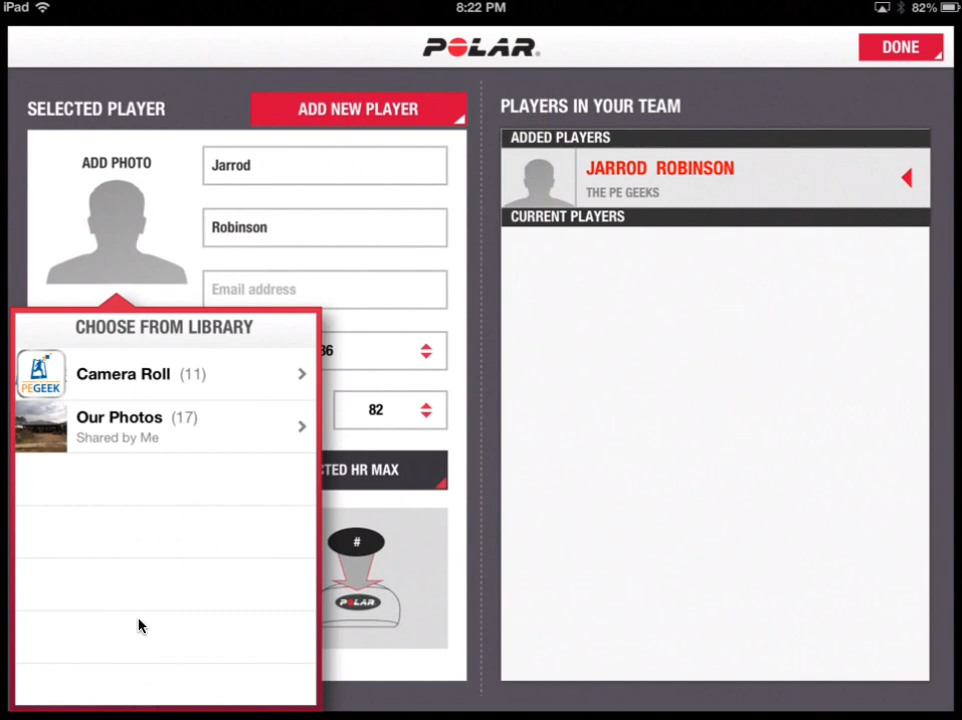 iPad 8:22 PM 82%
POLAR
DONE
SELECTED PLAYER
ADD NEW PLAYER
ADD PHOTO
Jarrod
Robinson
Email address
CHOOSE FROM LIBRARY
PEGEEK
Camera Roll (11)
Our Photos (17)
Shared by Me
82
HR MAX
#
POLAR
PLAYERS IN YOUR TEAM
ADDED PLAYERS
JARROD ROBINSON
THE PE GEEKS
CURRENT PLAYERS